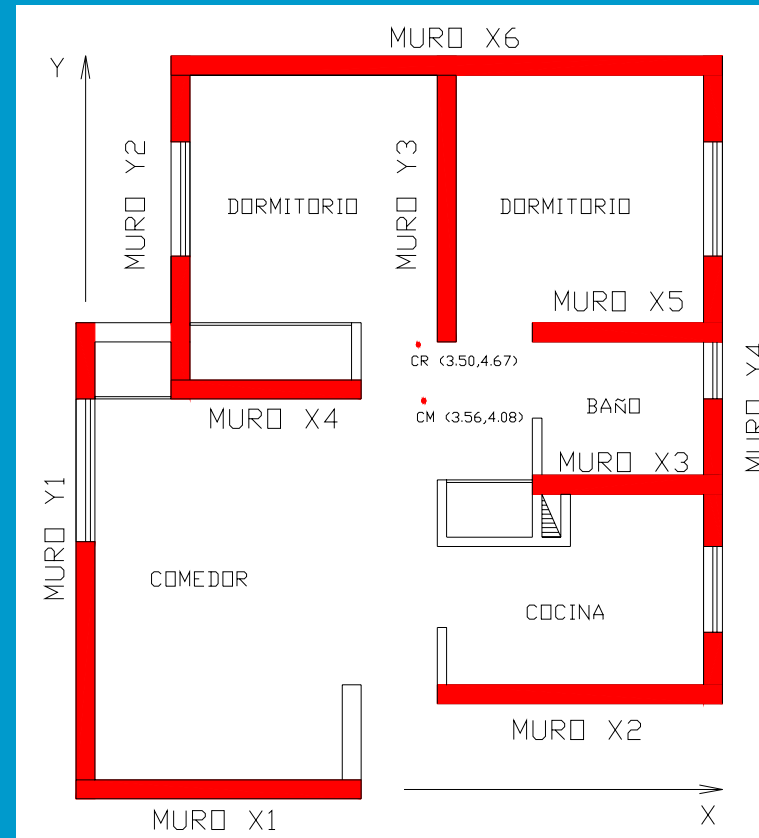 MURO X6
Y
MURO Y2
MURO Y3
DORMITORIO
DORMITORIO
MURO X5
CR (3.50,4.67)
MURO Y4
CM (3.56,4.08)
BAÑO
MURO X4
MURO X3
MURO Y1
COMEDOR
COCINA
MURO X2
X
MURO X1